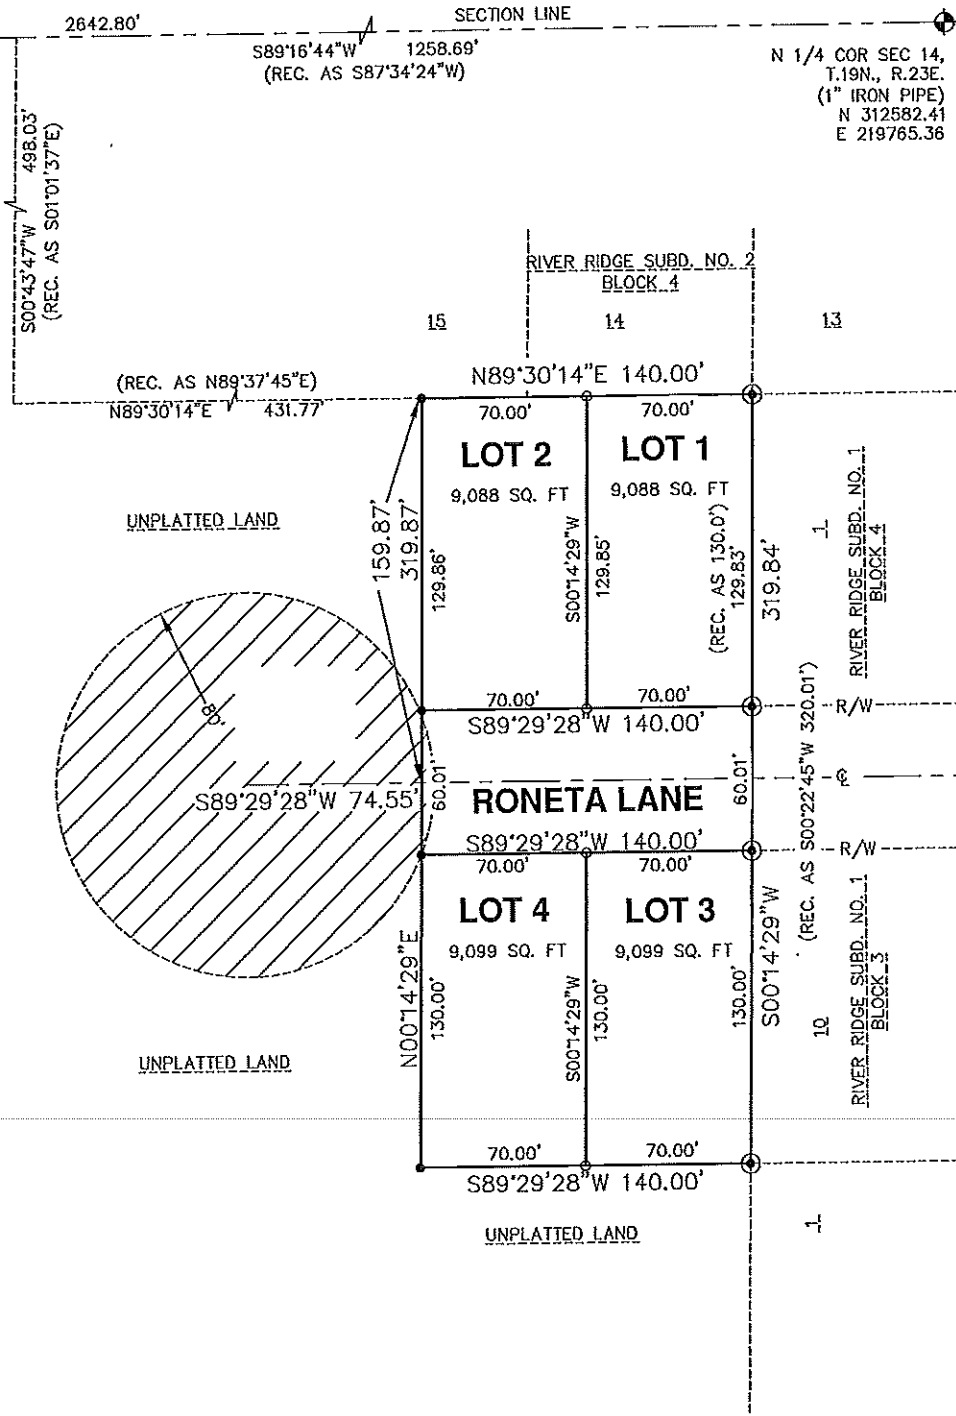 2642.80'
SECTION LINE
S89°16'44"W 1258.69'
(REC. AS S87°34'24"W)
N 1/4 COR SEC 14,
T.19N., R.23E.
(1" IRON PIPE)
N 312582.41
E 219765.36
S00°43'47"W 498.03'
(REC. AS S01°01'37"E)
RIVER RIDGE SUBD. NO. 2
BLOCK 4
15
14
13
(REC. AS N89°37'45"E)
N89°30'14"E 431.77'
N89°30'14"E 140.00'
70.00'
70.00'
LOT 2
9,088 SQ. FT
LOT 1
9,088 SQ. FT
UNPLATTED LAND
159.87'
319.87'
129.86'
S00°14'29"W
129.85'
(REC. AS 130.0')
129.83'
319.84'
1
RIVER RIDGE SUBD. NO. 1
BLOCK 4
80'
70.00'
70.00'
S89°29'28"W 140.00'
R/W
S89°29'28"W 74.55'
60.01'
RONETA LANE
60.01'
(REC. AS S00°22'45"W 320.01')
℄
S89°29'28"W 140.00'
70.00'
70.00'
R/W
LOT 4
9,099 SQ. FT
LOT 3
9,099 SQ. FT
N00°14'29"E
130.00'
S00°14'29"W
130.00'
130.00'
S00°14'29"W
10
RIVER RIDGE SUBD. NO. 1
BLOCK 3
UNPLATTED LAND
70.00'
70.00'
S89°29'28"W 140.00'
UNPLATTED LAND
1